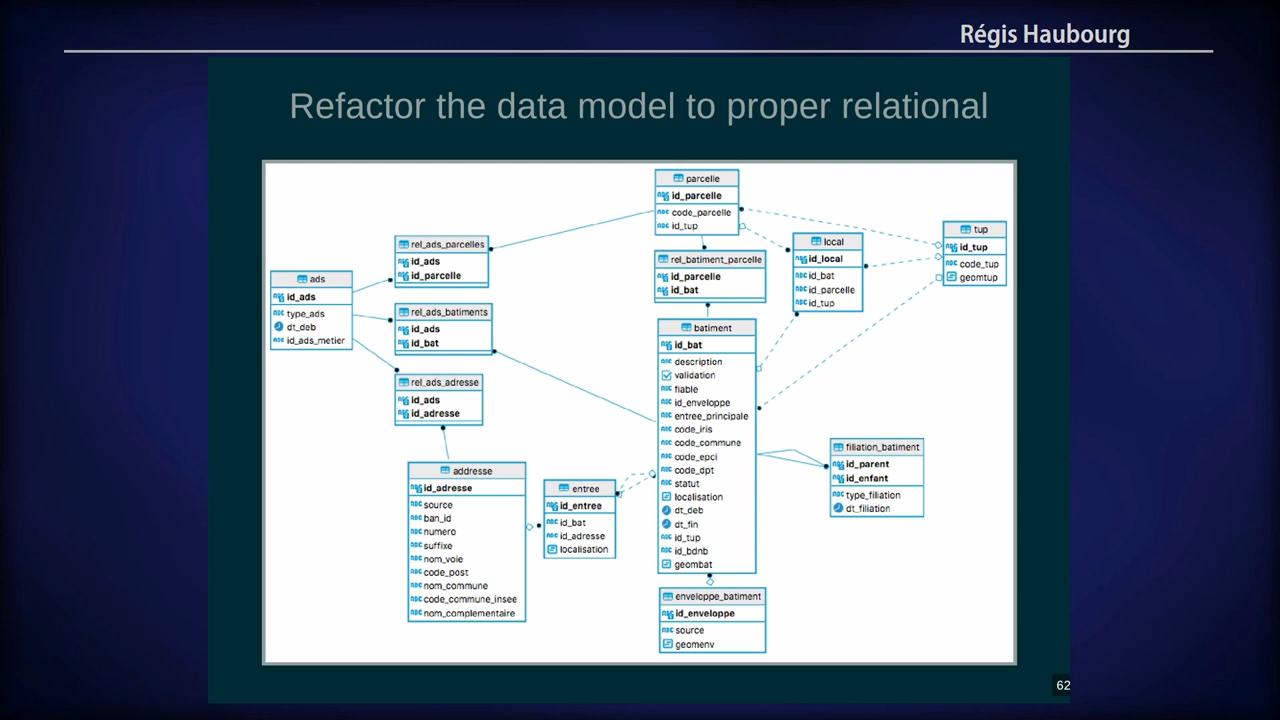 Régis Haubourg
Refactor the data model to proper relational
parcelle
id_parcelle
code_parcelle
id_tup
rel_ads_parcelles
id_ads
id_parcelle
ads
id_ads
type_ads
dt_deb
id_ads_metier
rel_ads_batiments
id_ads
id_bat
rel_ads_adresse
id_ads
id_adresse
rel_batiment_parcelle
id_parcelle
id_bat
local
id_local
id_bat
id_parcelle
id_tup
tup
id_tup
code_tup
geomtup
batiment
id_bat
description
validation
fiable
id_enveloppe
entree_principale
code_iris
code_commune
code_epci
code_dpt
statut
localisation
dt_deb
dt_fin
id_tup
id_bdnb
geombat
filiation_batiment
id_parent
id_enfant
type_filiation
dt_filiation
addresse
id_adresse
source
ban_id
numero
suffixe
nom_voie
code_post
nom_commune
code_commune_insee
nom_complementaire
entree
id_entree
id_bat
id_adresse
localisation
enveloppe_batiment
id_enveloppe
source
geomenv
62